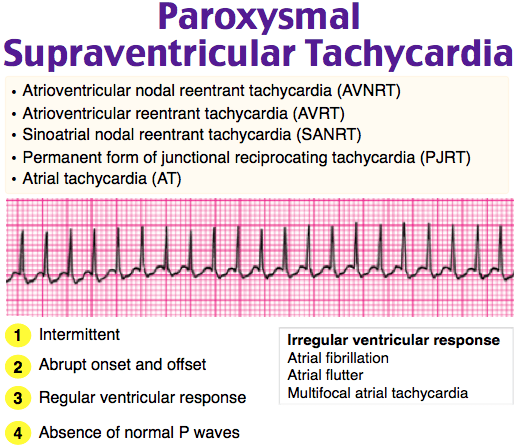 Paroxysmal
Supraventricular Tachycardia
• Atrioventricular nodal reentrant tachycardia (AVNRT)
• Atrioventricular reentrant tachycardia (AVRT)
• Sinoatrial nodal reentrant tachycardia (SANRT)
• Permanent form of junctional reciprocating tachycardia (PJRT)
• Atrial tachycardia (AT)
1 Intermittent
2 Abrupt onset and offset
3 Regular ventricular response
4 Absence of normal P waves
Irregular ventricular response
Atrial fibrillation
Atrial flutter
Multifocal atrial tachycardia